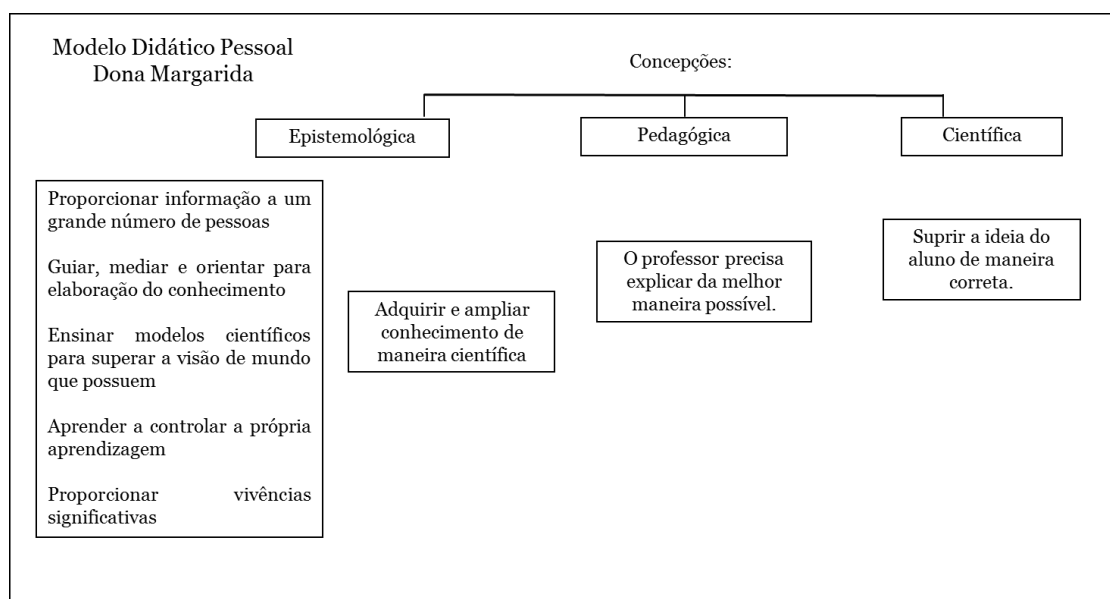 Modelo Didático Pessoal
Dona Margarida
Concepções:
Epistemológica
Pedagógica
Científica
Proporcionar informação a um
grande número de pessoas
Guiar, mediar e orientar para
elaboração do conhecimento
Ensinar modelos científicos
para superar a visão de mundo
que possuem
Aprender a controlar a própria
aprendizagem
Proporcionar vivências
significativas
Adquirir e ampliar
conhecimento de
maneira científica
O professor precisa
explicar da melhor
maneira possível.
Suprir a ideia do
aluno de maneira
correta.